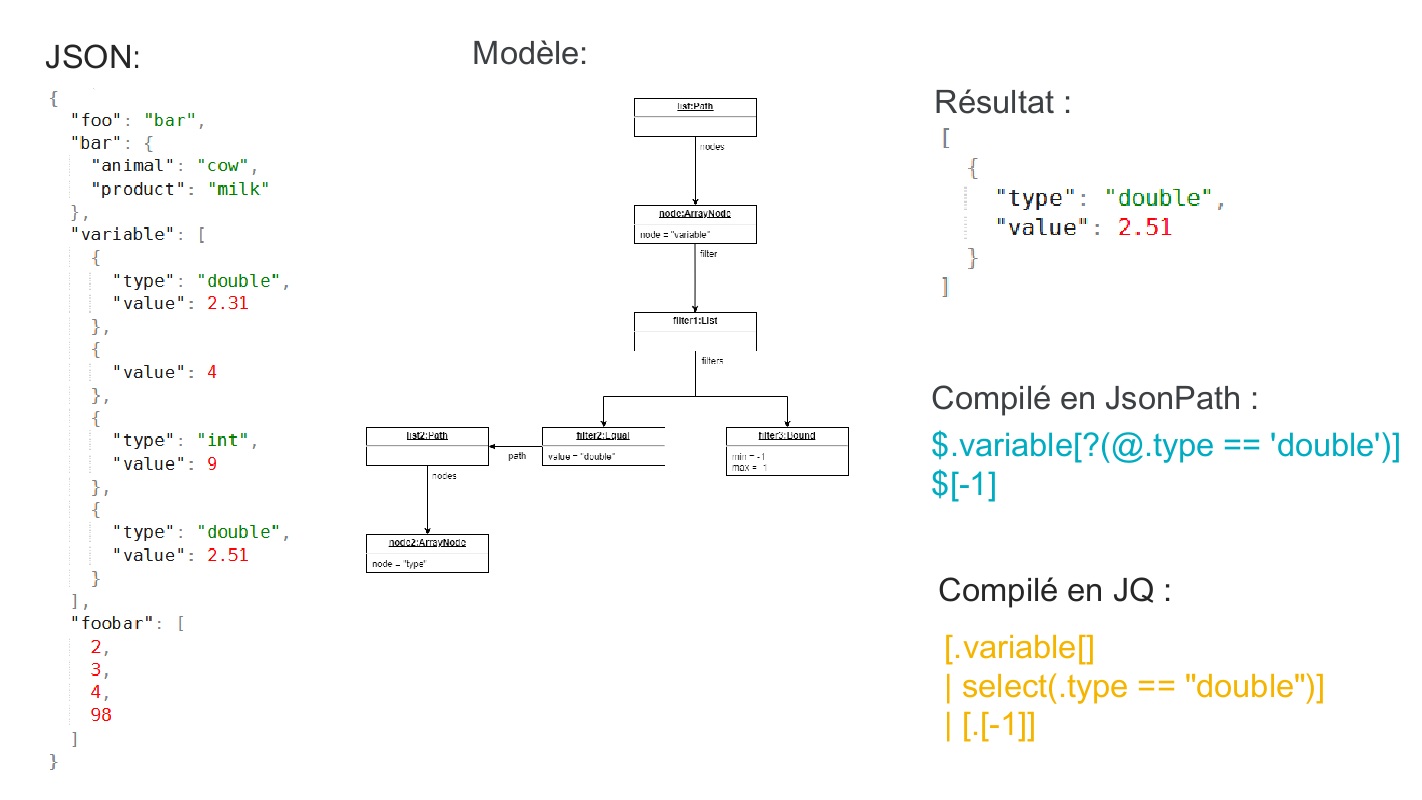 JSON:
{
"foo": "bar",
"bar": {
"animal": "cow",
"product": "milk"
},
"variable": [
{
"type": "double",
"value": 2.31
},
{
"value": 4
},
{
"type": "int",
"value": 9
},
{
"type": "double",
"value": 2.51
}
],
"foobar": [
2,
3,
4,
98
]
}
Modèle:
list:Path
nodes
node:ArrayNode
node = "variable"
filter
filter1:List
filters
list2:Path
path
filter2:Equal
value = "double"
filter3:Bound
min = -1
max = -1
nodes
node2:ArrayNode
node = "type"
Résultat :
[
{
"type": "double",
"value": 2.51
}
]
Compilé en JsonPath :
$.variable[?(@.type == 'double')]
$[-1]
Compilé en JQ :
[.variable[]
| select(.type == "double")]
| [.[-1]]